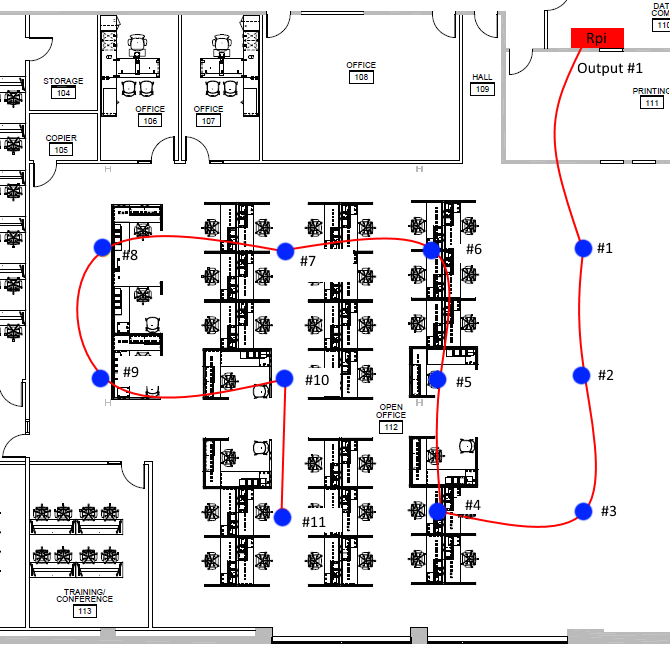 DAT
COM
110
Rpi
Output #1
OFFICE
108
HALL
109
STORAGE
104
PRINTING
111
OFFICE
106
OFFICE
107
COPIER
105
#8
#7
#6
#1
#9
#10
#5
#2
OPEN
OFFICE
112
#11
#4
#3
TRAINING/
CONFERENCE
113